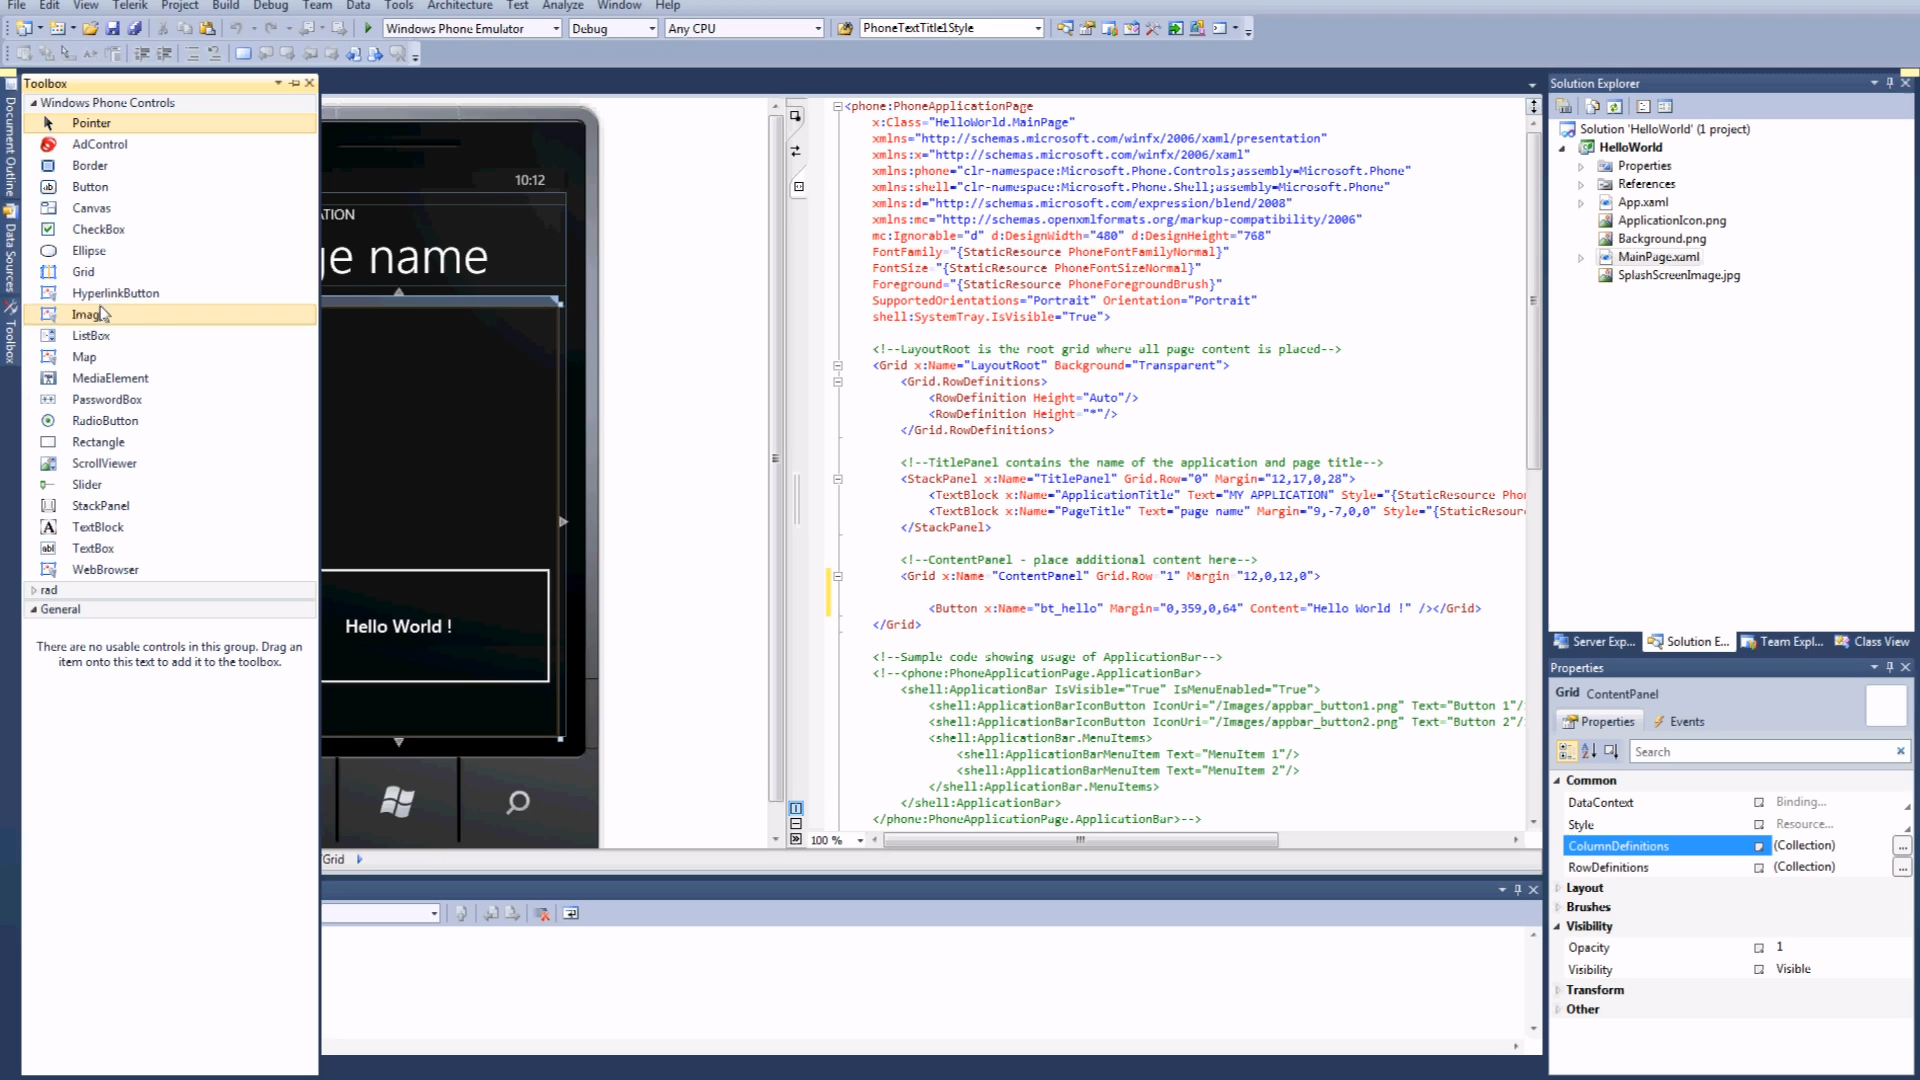 File Edit View Telerik Project Build Debug Team Data Tools Architecture Test Analyze Window Help
Windows Phone Emulator Debug Any CPU PhoneTextTitle1Style
Document Outline
Data Sources
Toolbox
Toolbox
Windows Phone Controls
Pointer
AdControl
Border
Button
Canvas
CheckBox
Ellipse
Grid
HyperlinkButton
ListBox
Map
MediaElement
PasswordBox
RadioButton
Rectangle
ScrollViewer
Slider
StackPanel
TextBlock
TextBox
WebBrowser
rad
General
There are no usable controls in this group. Drag an
item onto this text to add it to the toolbox.
10:12
ATION
ge name
Hello World !
Grid
<phone:PhoneApplicationPage
x:Class="HelloWorld.MainPage"
xmlns="http://schemas.microsoft.com/winfx/2006/xaml/presentation"
xmlns:x="http://schemas.microsoft.com/winfx/2006/xaml"
xmlns:phone="clr-namespace:Microsoft.Phone.Controls;assembly=Microsoft.Phone"
xmlns:shell="clr-namespace:Microsoft.Phone.Shell;assembly=Microsoft.Phone"
xmlns:d="http://schemas.microsoft.com/expression/blend/2008"
xmlns:mc="http://schemas.openxmlformats.org/markup-compatibility/2006"
mc:Ignorable="d" d:DesignWidth="480" d:DesignHeight="768"
FontFamily="{StaticResource PhoneFontFamilyNormal}"
FontSize="{StaticResource PhoneFontSizeNormal}"
Foreground="{StaticResource PhoneForegroundBrush}"
SupportedOrientations="Portrait" Orientation="Portrait"
shell:SystemTray.IsVisible="True">
<!--LayoutRoot is the root grid where all page content is placed-->
<Grid x:Name="LayoutRoot" Background="Transparent">
<Grid.RowDefinitions>
<RowDefinition Height="Auto"/>
<RowDefinition Height="*"/>
</Grid.RowDefinitions>
<!--TitlePanel contains the name of the application and page title-->
<StackPanel x:Name="TitlePanel" Grid.Row="0" Margin="12,17,0,28">
<TextBlock x:Name="ApplicationTitle" Text="MY APPLICATION" Style="{StaticResource Pho
<TextBlock x:Name="PageTitle" Text="page name" Margin="9,-7,0,0" Style="{StaticResour
</StackPanel>
<!--ContentPanel - place additional content here-->
<Grid x:Name="ContentPanel" Grid.Row="1" Margin="12,0,12,0">
<Button x:Name="bt_hello" Margin="0,359,0,64" Content="Hello World !" /></Grid>
</Grid>
<!--Sample code showing usage of ApplicationBar-->
<!--<phone:PhoneApplicationPage.ApplicationBar>
<shell:ApplicationBar IsVisible="True" IsMenuEnabled="True">
<shell:ApplicationBarIconButton IconUri="/Images/appbar_button1.png" Text="Button 1"/
<shell:ApplicationBarIconButton IconUri="/Images/appbar_button2.png" Text="Button 2"/
<shell:ApplicationBar.MenuItems>
<shell:ApplicationBarMenuItem Text="MenuItem 1"/>
<shell:ApplicationBarMenuItem Text="MenuItem 2"/>
</shell:ApplicationBar.MenuItems>
</shell:ApplicationBar>
</phone:PhoneApplicationPage.ApplicationBar>-->
100 %
Solution Explorer
Solution 'HelloWorld' (1 project)
HelloWorld
Properties
References
App.xaml
ApplicationIcon.png
Background.png
MainPage.xaml
SplashScreenImage.jpg
Server Exp... Solution E... Team Expl... Class View
Properties
Grid ContentPanel
Properties Events
Search
Common
DataContext Binding...
Style Resource...
ColumnDefinitions (Collection) ...
RowDefinitions (Collection) ...
Layout
Brushes
Visibility
Opacity 1
Visibility Visible
Transform
Other